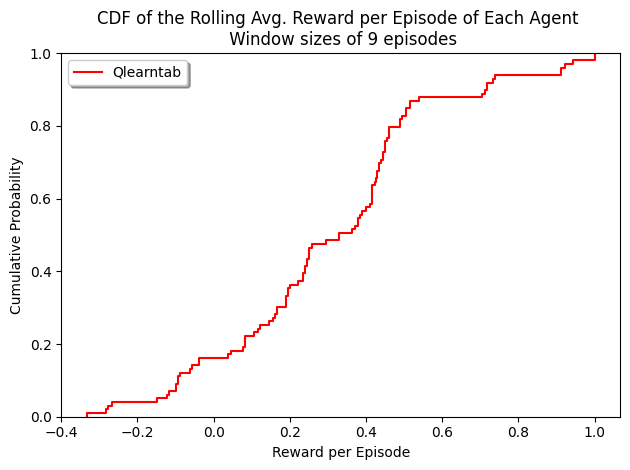 CDF of the Rolling Avg. Reward per Episode of Each Agent
Window sizes of 9 episodes
Qlearntab
Cumulative Probability
1.0
0.8
0.6
0.4
0.2
0.0
−0.4 −0.2 0.0 0.2 0.4 0.6 0.8 1.0
Reward per Episode